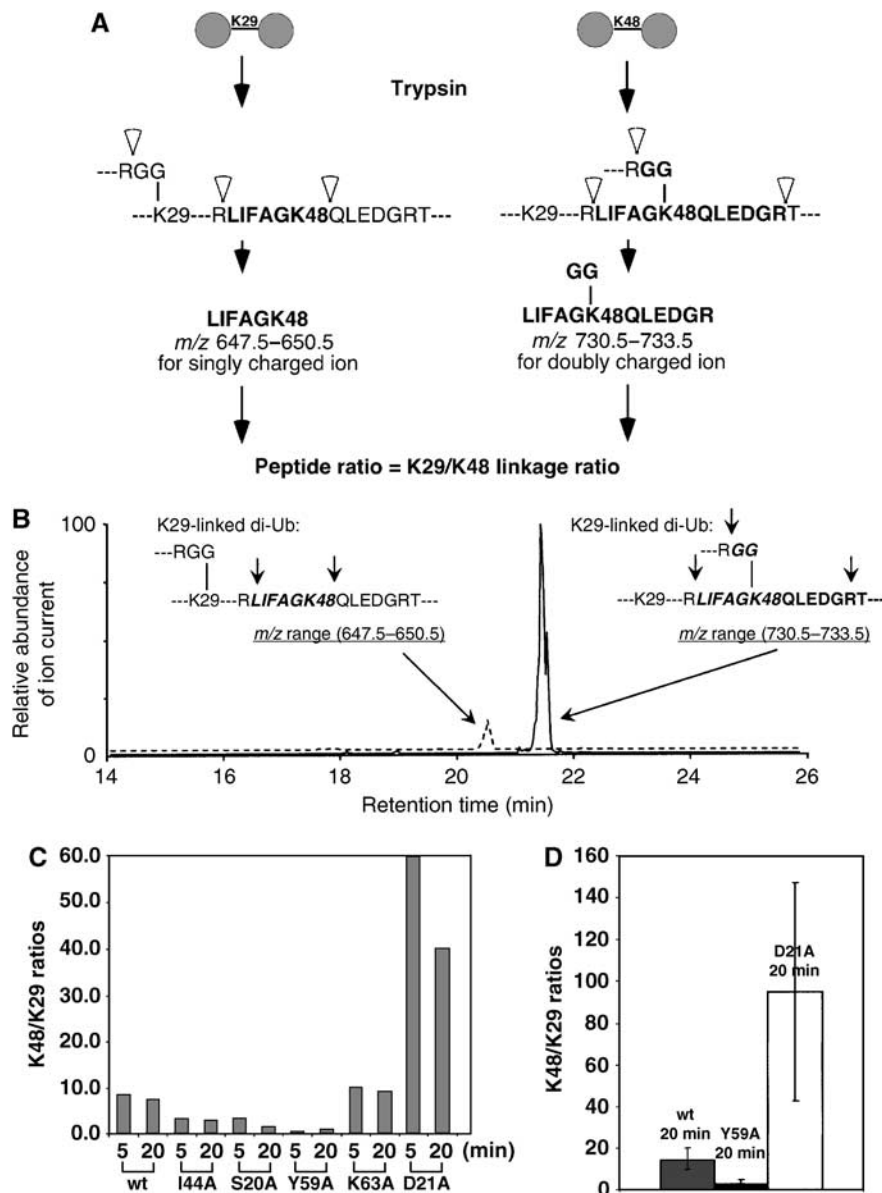 A
K29
K48
Trypsin
---RGG
---RGG
---K29---RLIFAGK48QLEDGRT---
---K29---RLIFAGK48QLEDGRT---
GG
LIFAGK48
LIFAGK48QLEDGR
m/z 647.5–650.5
m/z 730.5–733.5
for singly charged ion
for doubly charged ion
Peptide ratio = K29/K48 linkage ratio
B
100
K29-linked di-Ub:
K29-linked di-Ub:
---RGG
---RGG
---K29---RLIFAGK48QLEDGRT---
---K29---RLIFAGK48QLEDGRT---
m/z range (647.5–650.5)
m/z range (730.5–733.5)
Relative abundance
of ion current
0
14 16 18 20 22 24 26
Retention time (min)
C
60.0
50.0
40.0
30.0
20.0
10.0
0.0
K48/K29 ratios
5 20 5 20 5 20 5 20 5 20 5 20 (min)
wt I44A S20A Y59A K63A D21A
D
160
140
120
100
80
60
40
20
0
K48/K29 ratios
D21A
20 min
wt
20 min
Y59A
20 min